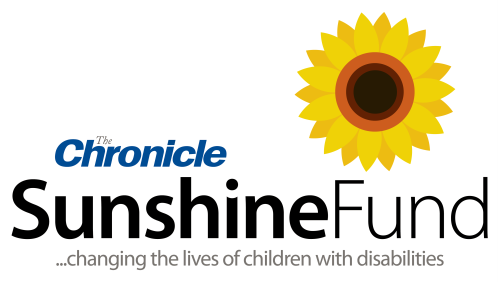 The
Chronicle
SunshineFund
...changing the lives of children with disabilities